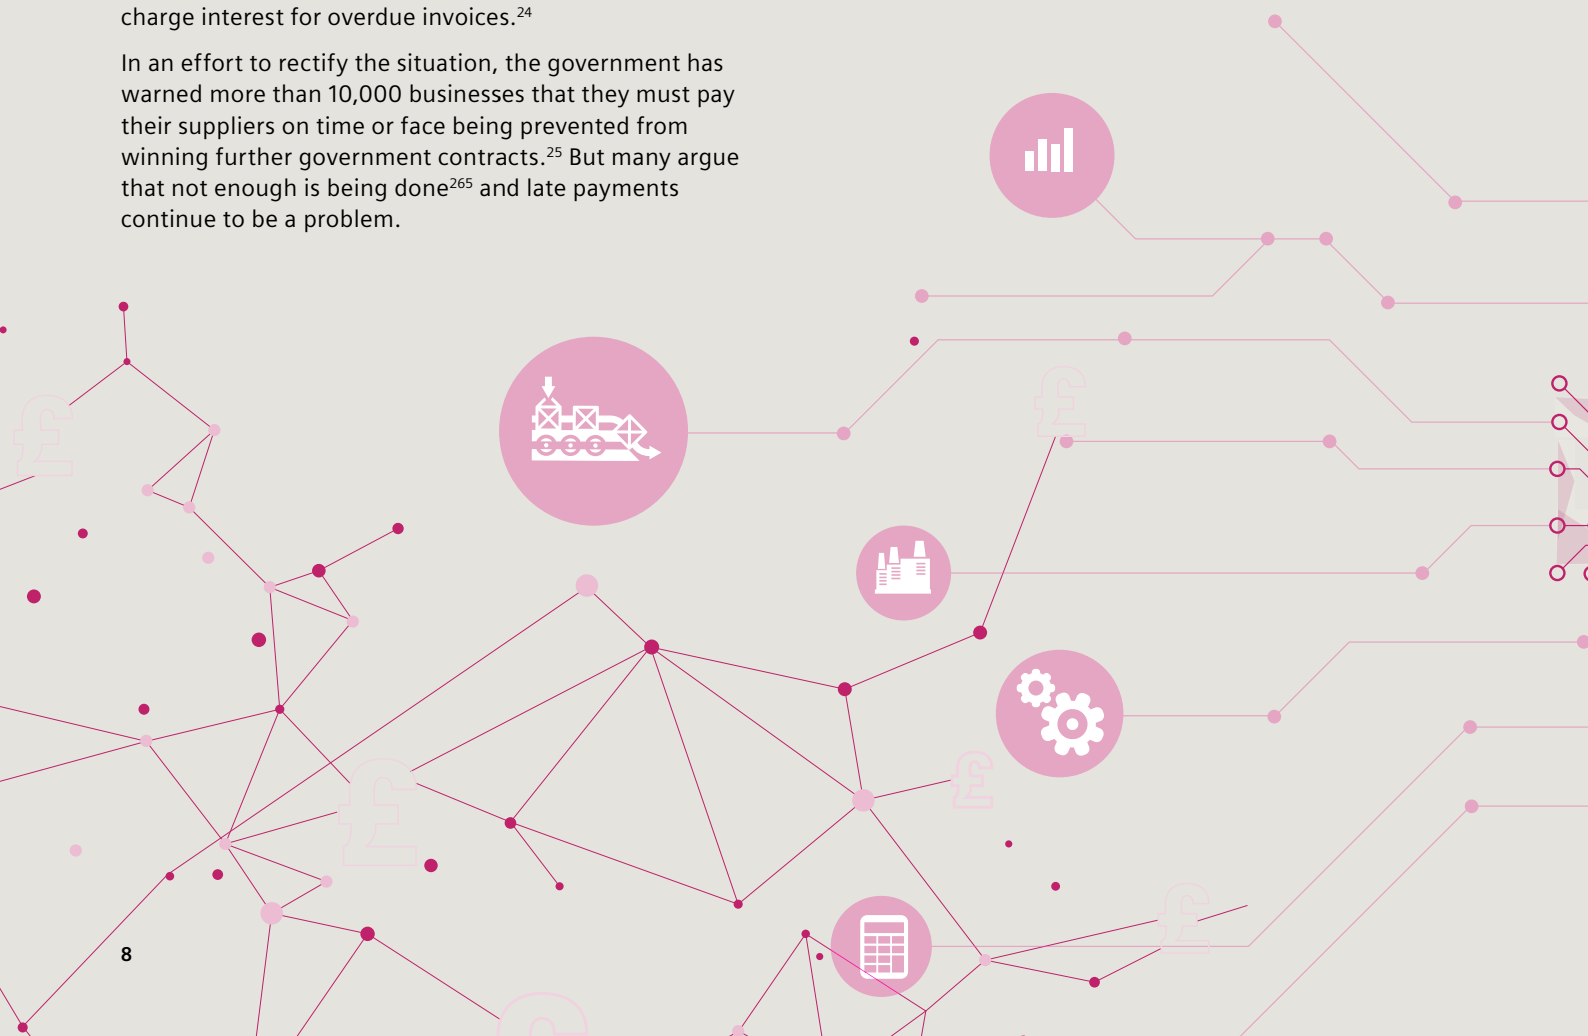 charge interest for overdue invoices.24
In an effort to rectify the situation, the government has
warned more than 10,000 businesses that they must pay
their suppliers on time or face being prevented from
winning further government contracts.25 But many argue
that not enough is being done265 and late payments
continue to be a problem.
£
£
£
£
£
8
£